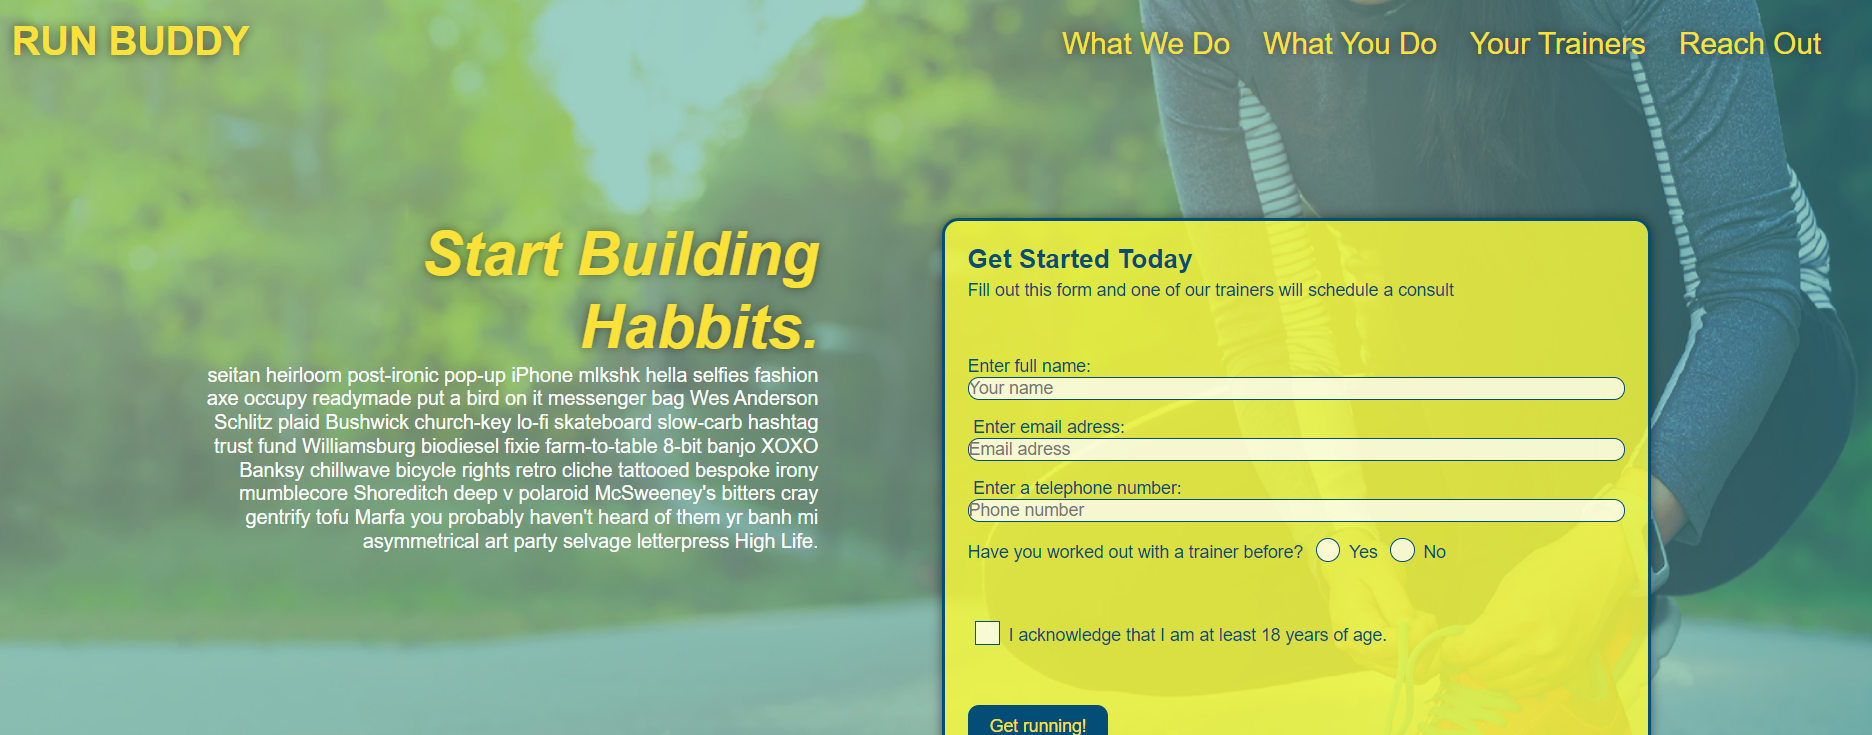 RUN BUDDY
What We Do What You Do Your Trainers Reach Out
Start Building
Habbits.
seitan heirloom post-ironic pop-up iPhone mlkshk hella selfies fashion
axe occupy readymade put a bird on it messenger bag Wes Anderson
Schlitz plaid Bushwick church-key lo-fi skateboard slow-carb hashtag
trust fund Williamsburg biodiesel fixie farm-to-table 8-bit banjo XOXO
Banksy chillwave bicycle rights retro cliche tattooed bespoke irony
mumblecore Shoreditch deep v polaroid McSweeney's bitters cray
gentrify tofu Marfa you probably haven't heard of them yr banh mi
asymmetrical art party selvage letterpress High Life.
Get Started Today
Fill out this form and one of our trainers will schedule a consult
Enter full name:
Your name
Enter email adress:
Email adress
Enter a telephone number:
Phone number
Have you worked out with a trainer before? Yes No
I acknowledge that I am at least 18 years of age.
Get running!